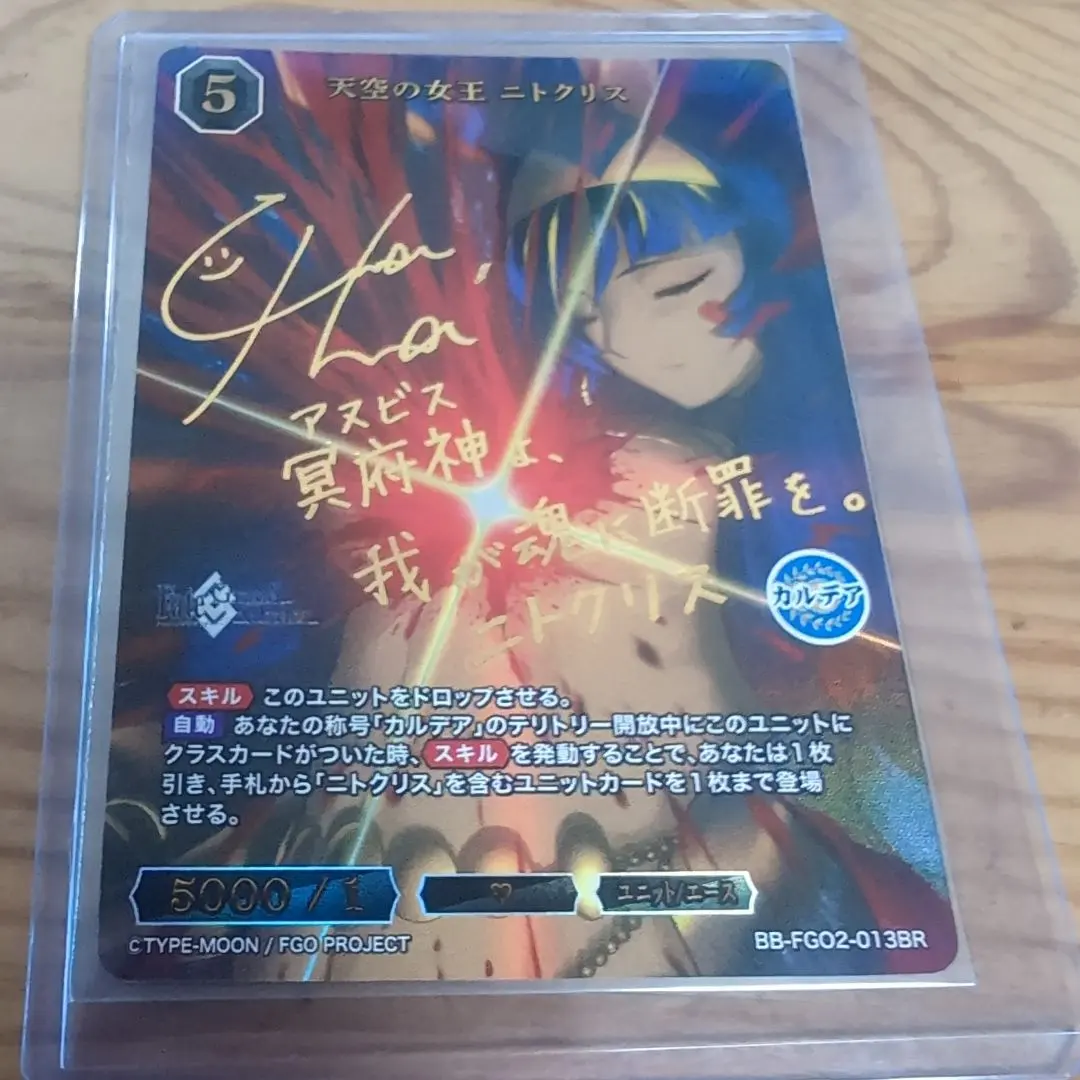 5
天空の女王 ニトクリス
アヌビス
冥府神よ、
我が魂に断罪を。
ニトクリス
カルデア
スキル このユニットをドロップさせる。
自動 あなたの称号「カルデア」のテリトリー開放中にこのユニットに
クラスカードがついた時、スキル を発動することで、あなたは1枚
引き、手札から「ニトクリス」を含むユニットカードを1枚まで登場
させる。
5000 / 1
ユニット/エース
©TYPE-MOON / FGO PROJECT
BB-FGO2-013BR